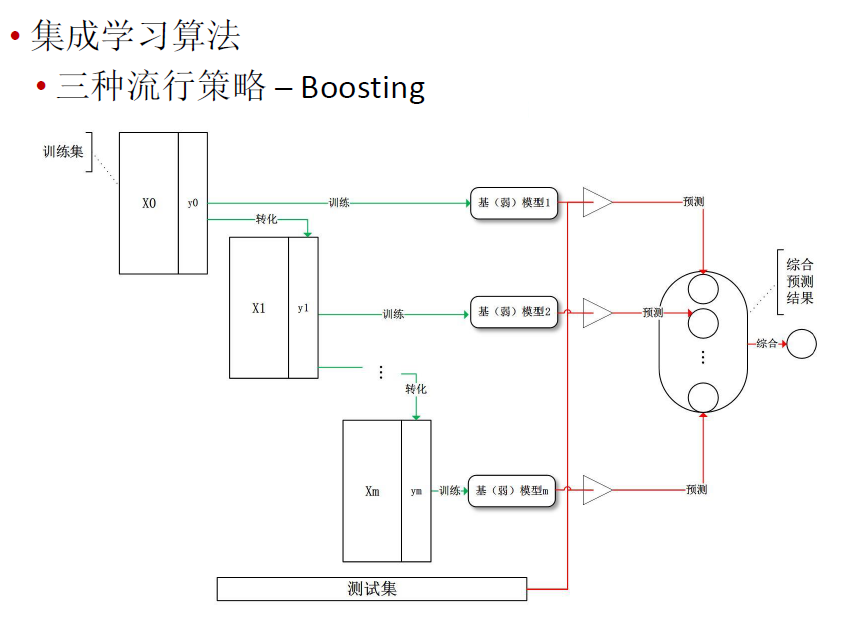 • 集成学习算法
• 三种流行策略 – Boosting
训练集
X0
y0
训练
基（弱）模型1
预测
转化
X1
y1
训练
基（弱）模型2
预测
综合
预测
结果
综合
⋮
⋮
转化
Xm
ym
训练
基（弱）模型m
预测
测试集